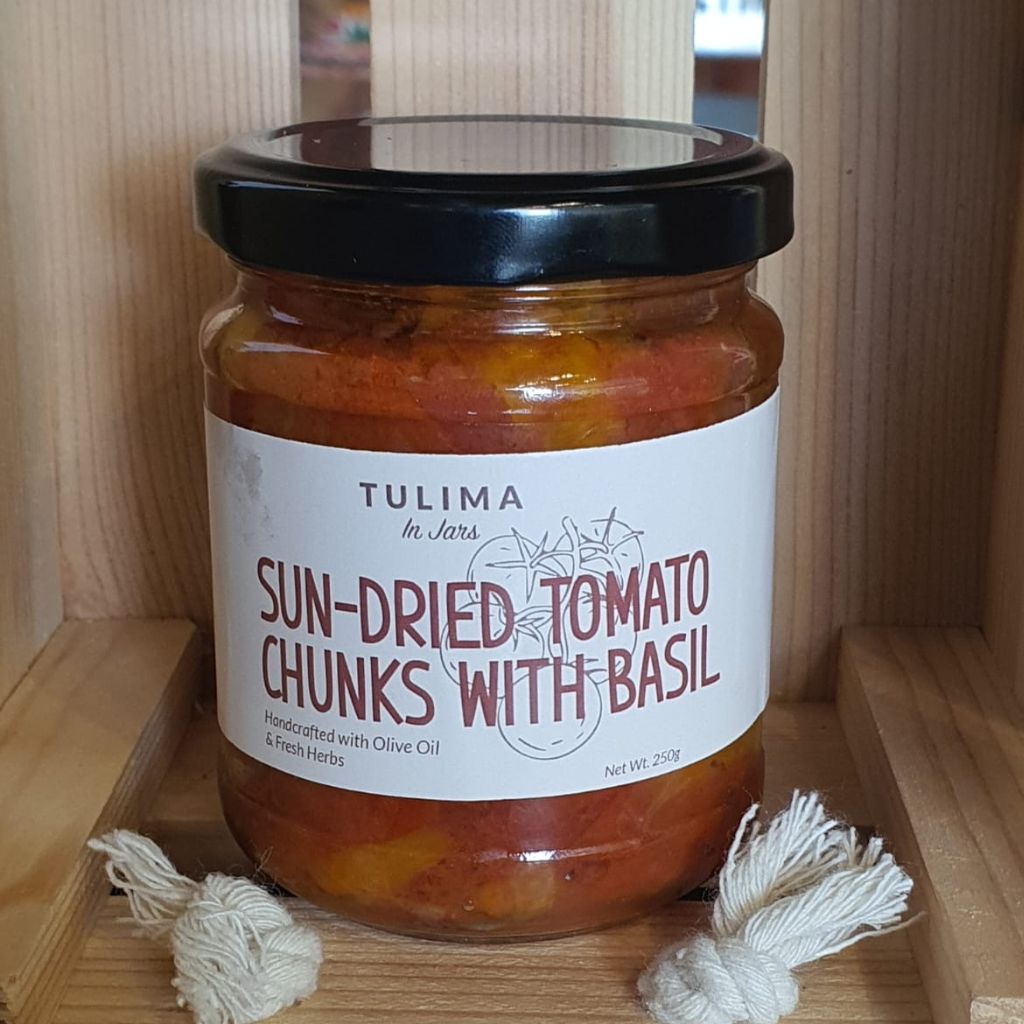 TULIMA
In Jars
SUN-DRIED TOMATO
CHUNKS WITH BASIL
Handcrafted with Olive Oil
& Fresh Herbs
Net Wt. 250g